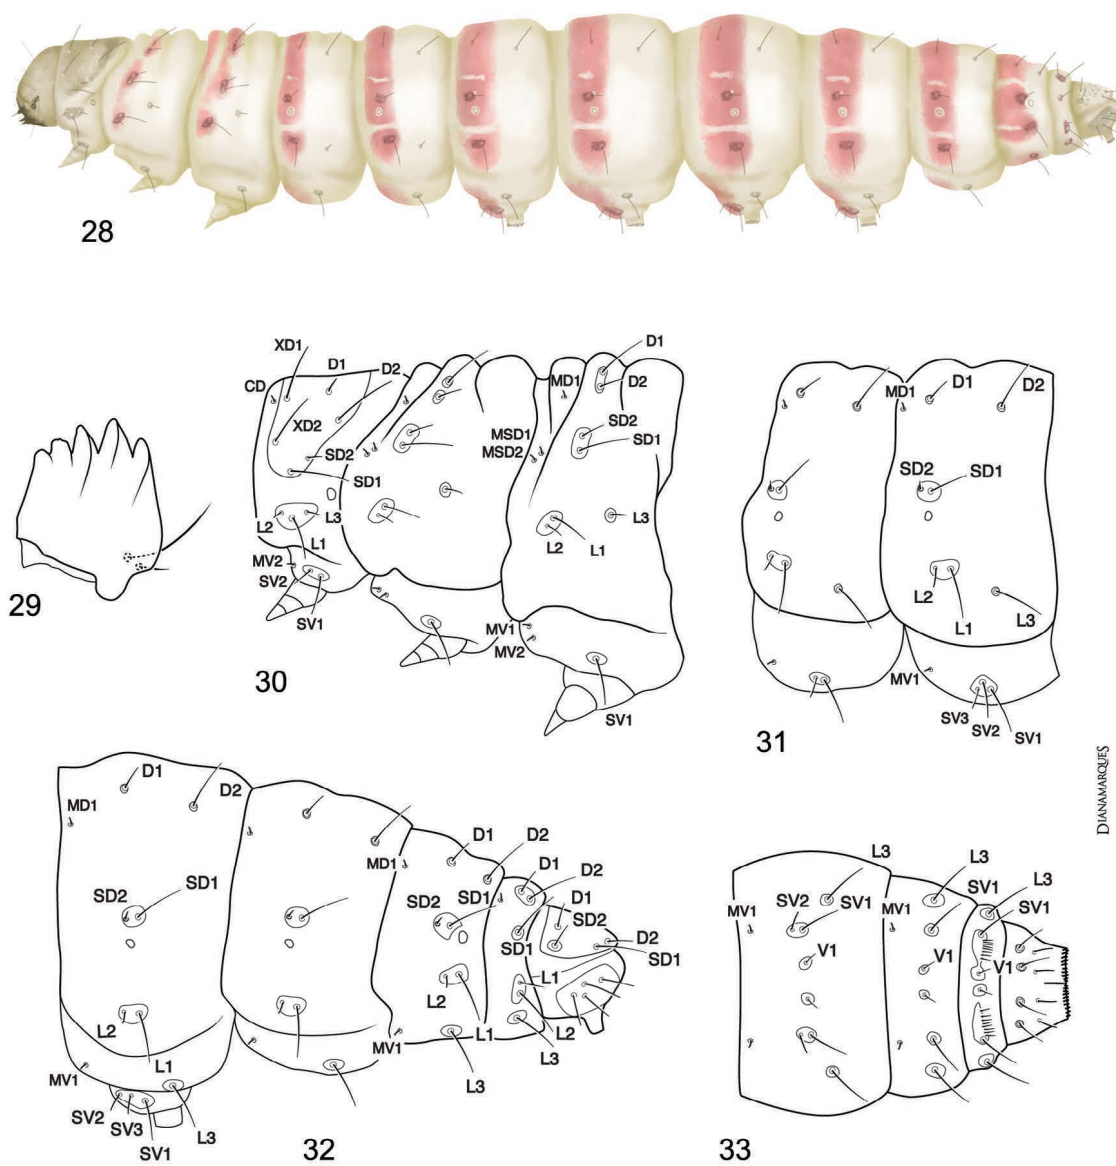 28
29
XD1
D1
D2
CD
XD2
SD2
SD1
L2
L3
L1
MV2
SV2
SV1
MD1
D1
D2
MSD1
MSD2
SD2
SD1
L2
L1
L3
MV1
MV2
SV1
30
MD1
D1
D2
SD2
SD1
L2
L1
L3
MV1
SV3
SV2
SV1
31
DIANAMARQUES
D1
MD1
D2
SD2
SD1
L2
L1
MV1
SV2
SV3
SV1
L3
MD1
D1
D2
SD2
SD1
L2
L1
MV1
L3
D1
D2
SD1
L1
L3
D1
SD2
D2
SD1
L2
32
L3
L3
L3
MV1
SV2
SV1
MV1
SV1
SV1
V1
V1
V1
33